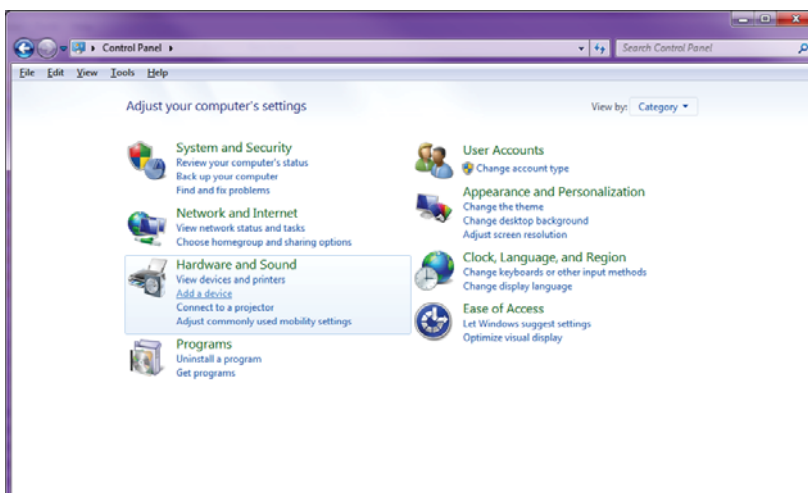 Control Panel
Search Control Panel
File Edit View Tools Help
Adjust your computer's settings
View by: Category
System and Security
Review your computer's status
Back up your computer
Find and fix problems
Network and Internet
View network status and tasks
Choose homegroup and sharing options
Hardware and Sound
View devices and printers
Add a device
Connect to a projector
Adjust commonly used mobility settings
Programs
Uninstall a program
Get programs
User Accounts
Change account type
Appearance and Personalization
Change the theme
Change desktop background
Adjust screen resolution
Clock, Language, and Region
Change keyboards or other input methods
Change display language
Ease of Access
Let Windows suggest settings
Optimize visual display